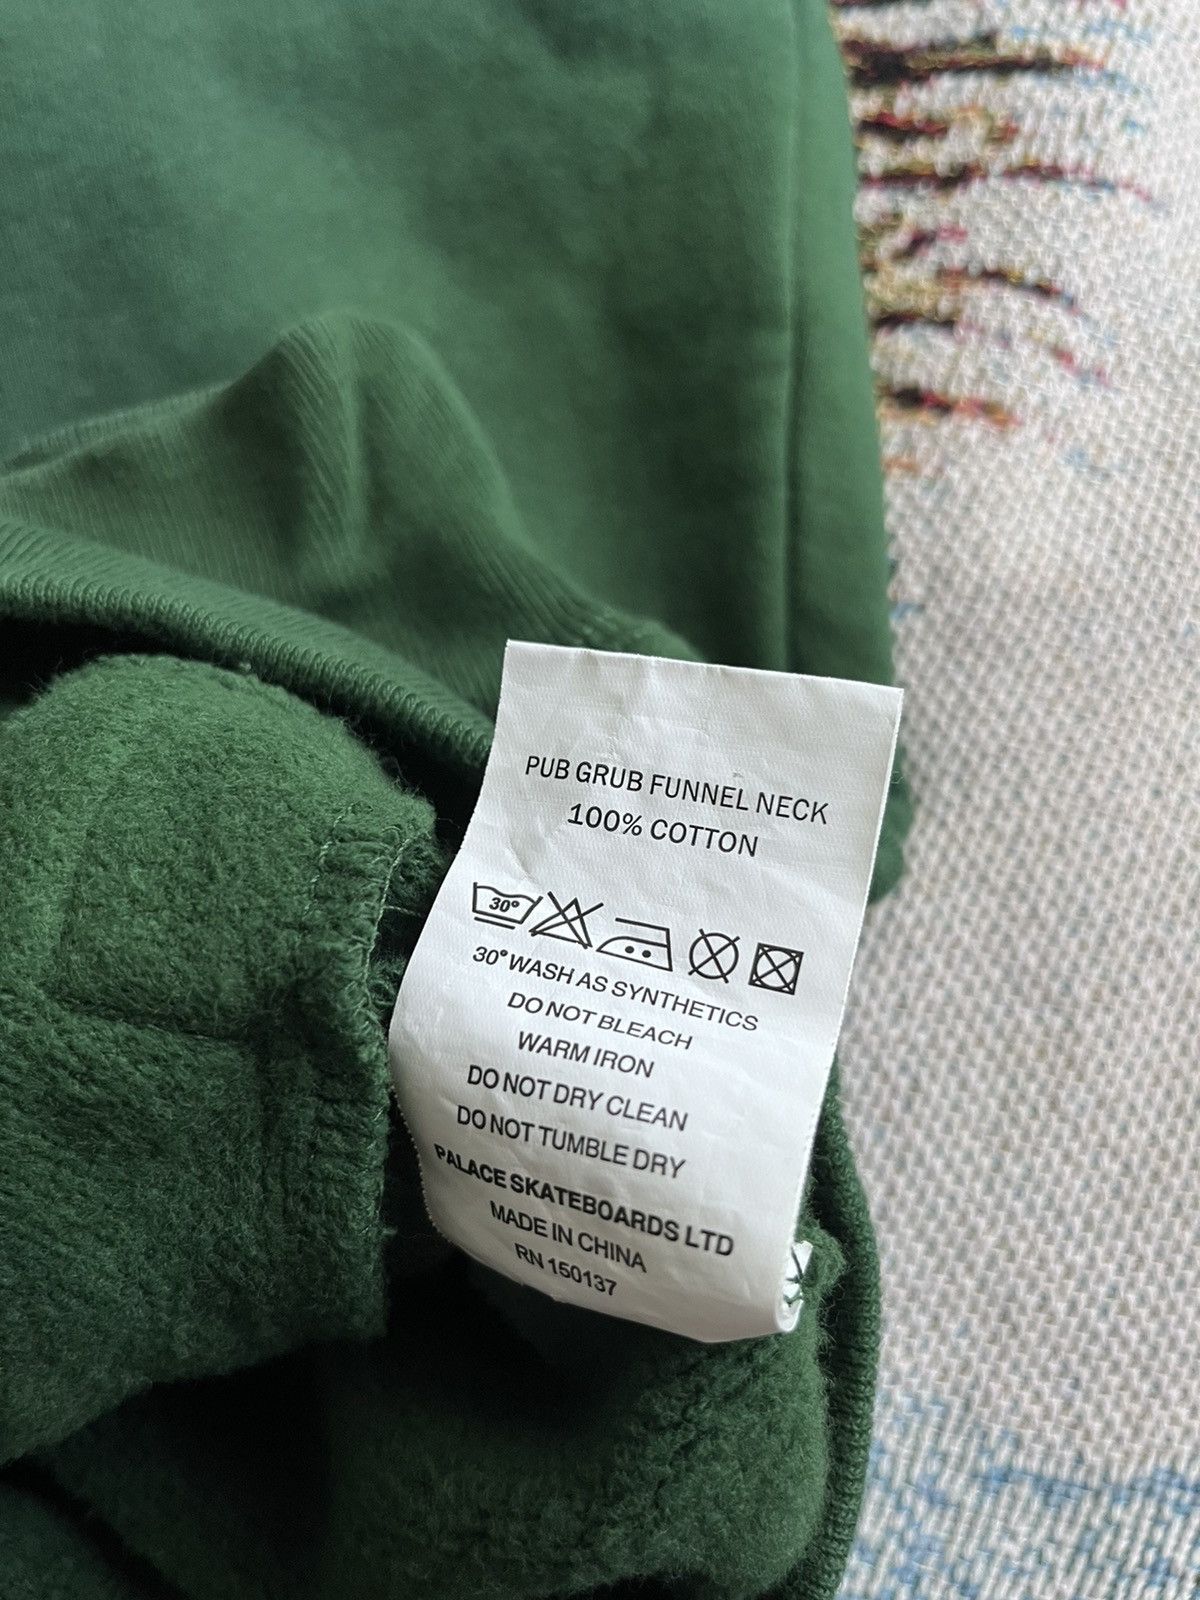 PUB GRUB FUNNEL NECK
100% COTTON
30°
30° WASH AS SYNTHETICS
DO NOT BLEACH
WARM IRON
DO NOT DRY CLEAN
DO NOT TUMBLE DRY
PALACE SKATEBOARDS LTD
MADE IN CHINA
RN 150137